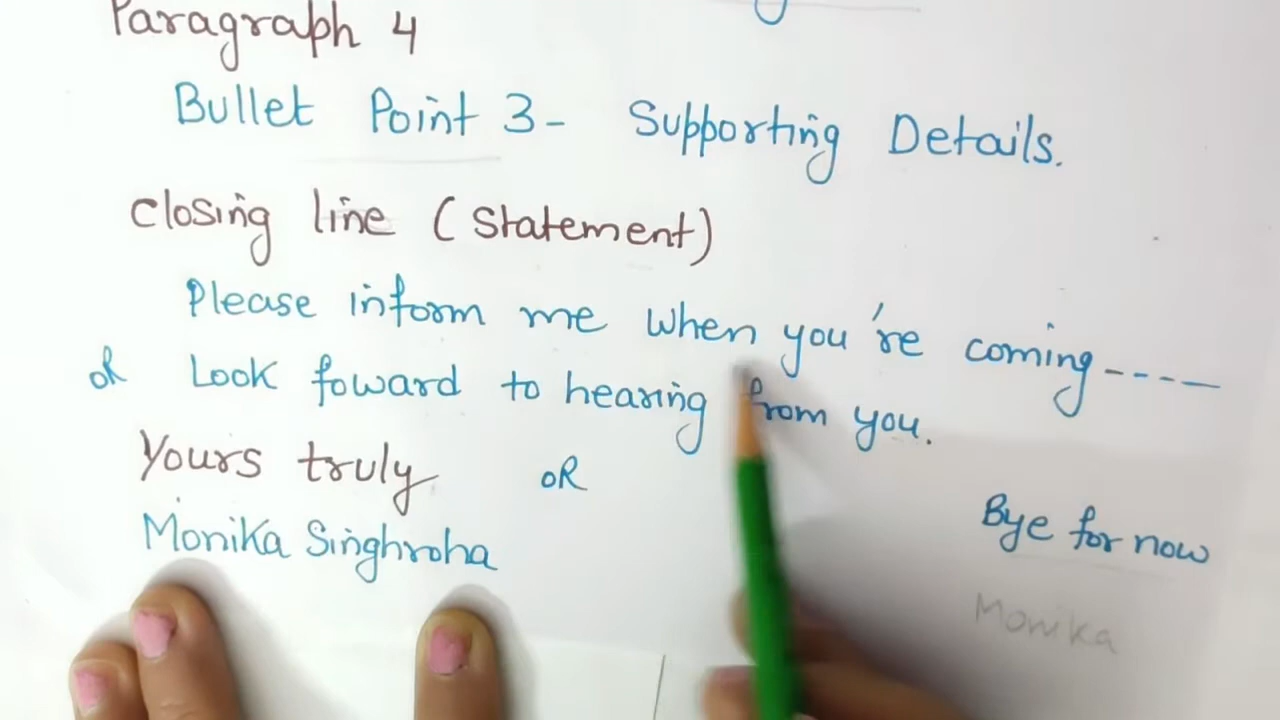 Paragraph 4
Bullet Point 3- Supporting Details.
Closing line (Statement)
Please inform me when you're coming-----
or Look foward to hearing from you.
Yours truly OR
Bye for now
Monika Singhroha
Monika